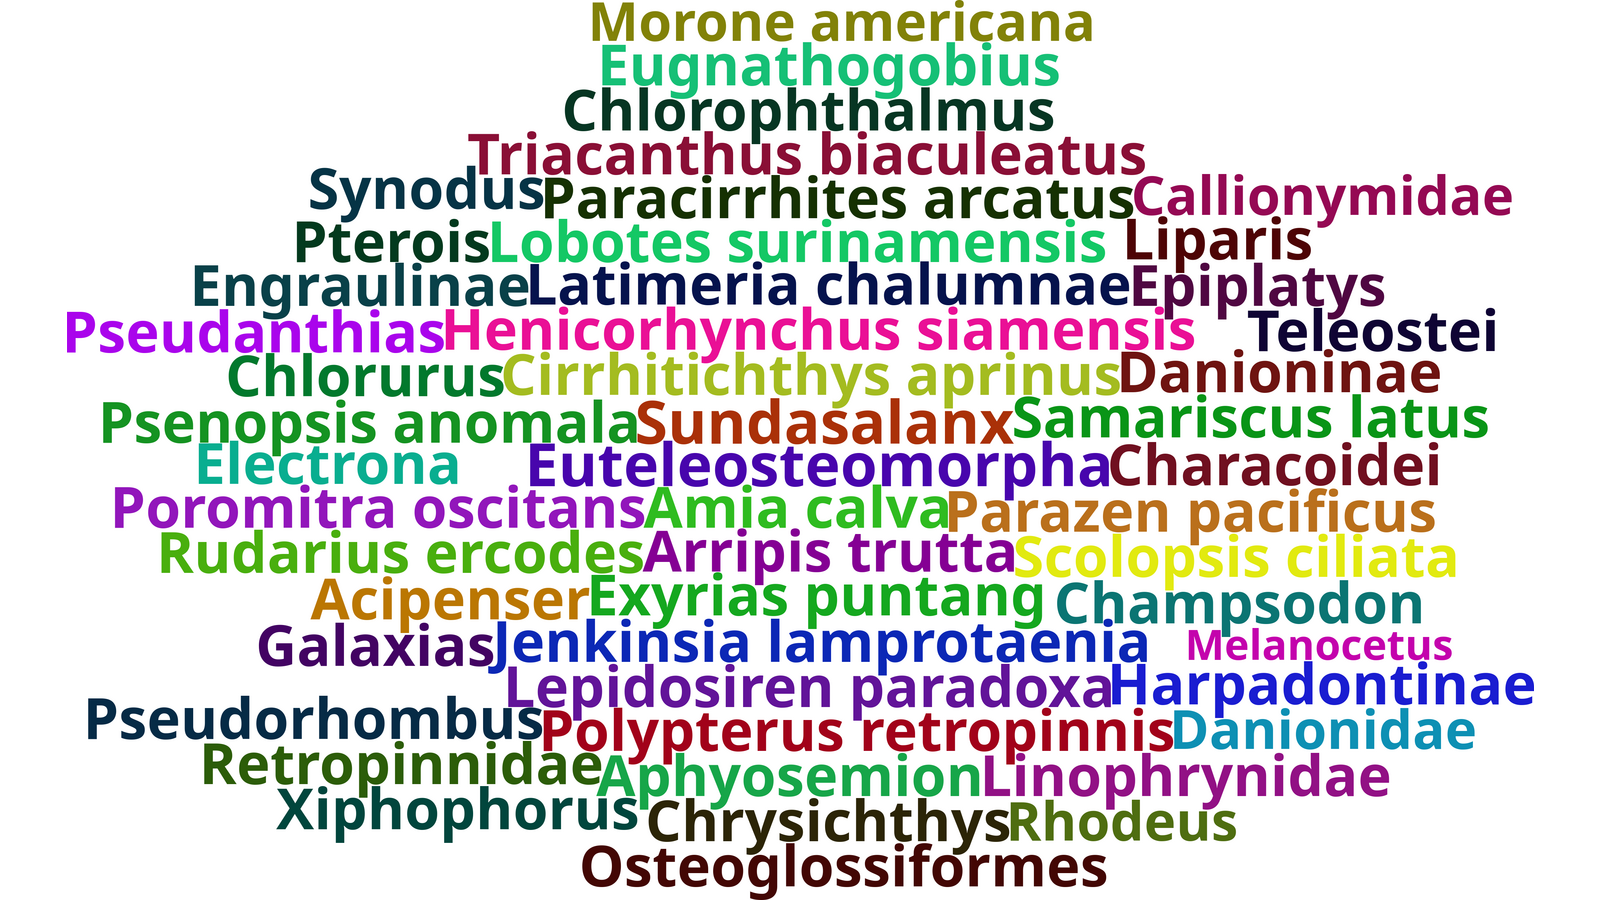 Morone americana
Eugnathogobius
Chlorophthalmus
Triacanthus biaculeatus
Synodus Paracirrhites arcatus Callionymidae
Pterois Lobotes surinamensis Liparis
Engraulinae Latimeria chalumnae Epiplatys
Pseudanthias Henicorhynchus siamensis Teleostei
Chlorurus Cirrhitichthys aprinus Danioninae
Psenopsis anomala Sundasalanx Samariscus latus
Electrona Euteleosteomorpha Characoidei
Poromitra oscitans Amia calva Parazen pacificus
Rudarius ercodes Arripis trutta Scolopsis ciliata
Acipenser Exyrias puntang Champsodon
Galaxias Jenkinsia lamprotaenia Melanocetus
Lepidosiren paradoxa Harpadontinae
Pseudorhombus Polypterus retropinnis Danionidae
Retropinnidae Aphyosemion Linophrynidae
Xiphophorus Chrysichthys Rhodeus
Osteoglossiformes